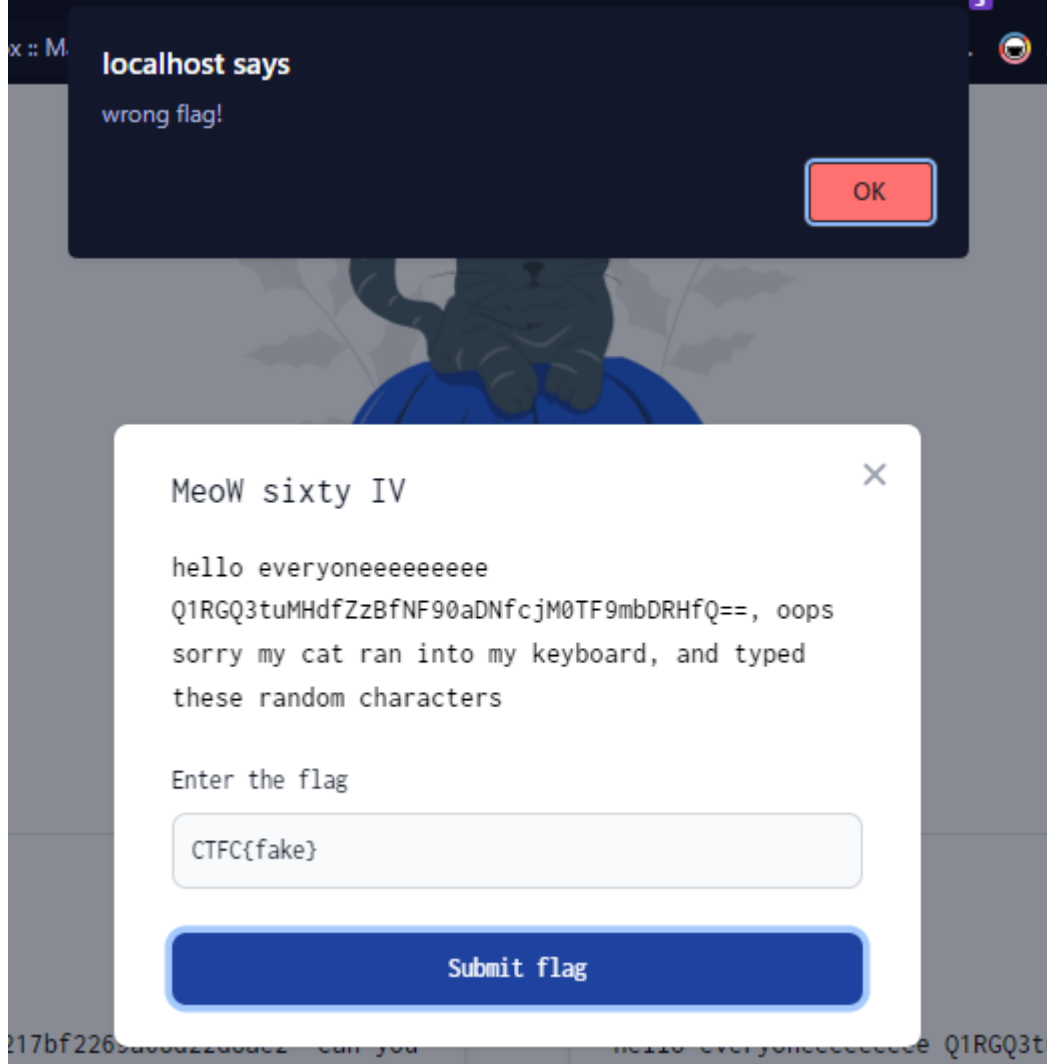 x :: M
localhost says
wrong flag!
OK
MeoW sixty IV
hello everyoneeeeeeeee
Q1RGQ3tuMHdfZzBfNF90aDNfcjM0TF9mbDRHfQ==, oops
sorry my cat ran into my keyboard, and typed
these random characters
Enter the flag
CTFC{fake}
Submit flag
Q1RGQ3t